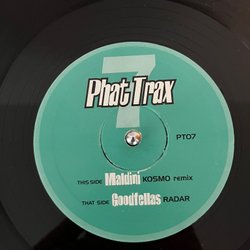 7
Phat Trax
PT07
THIS SIDE Maldini KOSMO remix
THAT SIDE Goodfellas RADAR